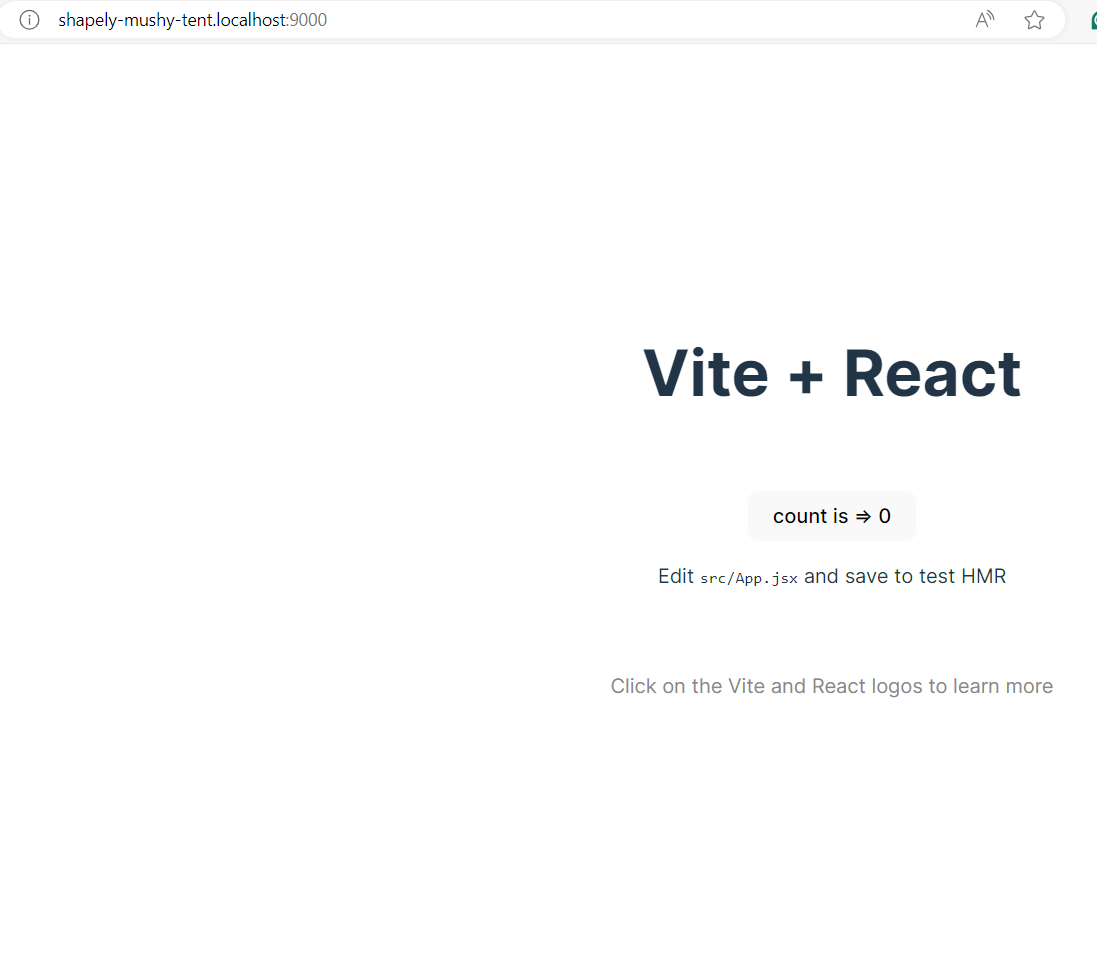 shapely-mushy-tent.localhost:9000
Vite + React
count is => 0
Edit src/App.jsx and save to test HMR
Click on the Vite and React logos to learn more